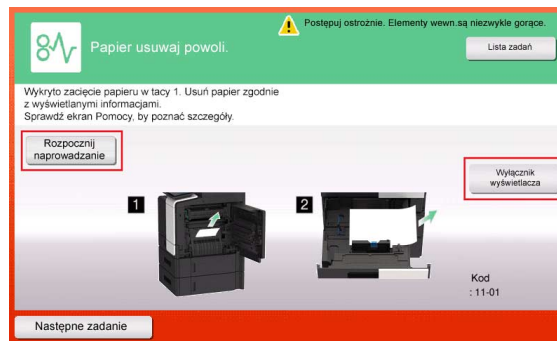 Postępuj ostrożnie. Elementy wewn.są niezwykle gorące.
Papier usuwaj powoli.
Lista zadań
Wykryto zacięcie papieru w tacy 1. Usuń papier zgodnie
z wyświetlanymi informacjami.
Sprawdź ekran Pomocy, by poznać szczegóły.
Rozpocznij
naprowadzanie
Wyłącznik
wyświetlacza
1
2
Kod
: 11-01
Następne zadanie